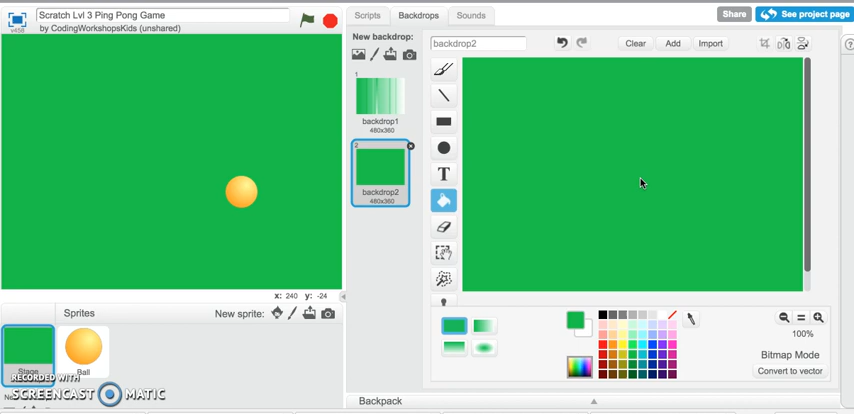 Scratch Lvl 3 Ping Pong Game
by CodingWorkshopsKids (unshared)
v458
Scripts
Backdrops
Sounds
Share
See project page
New backdrop:
backdrop2
Clear
Add
Import
1
backdrop1
480x360
2
backdrop2
480x360
T
x: 240 y: -24
Sprites
New sprite:
Stage
Ball
RECORDED WITH
SCREENCAST MATIC
100%
Bitmap Mode
Convert to vector
Backpack